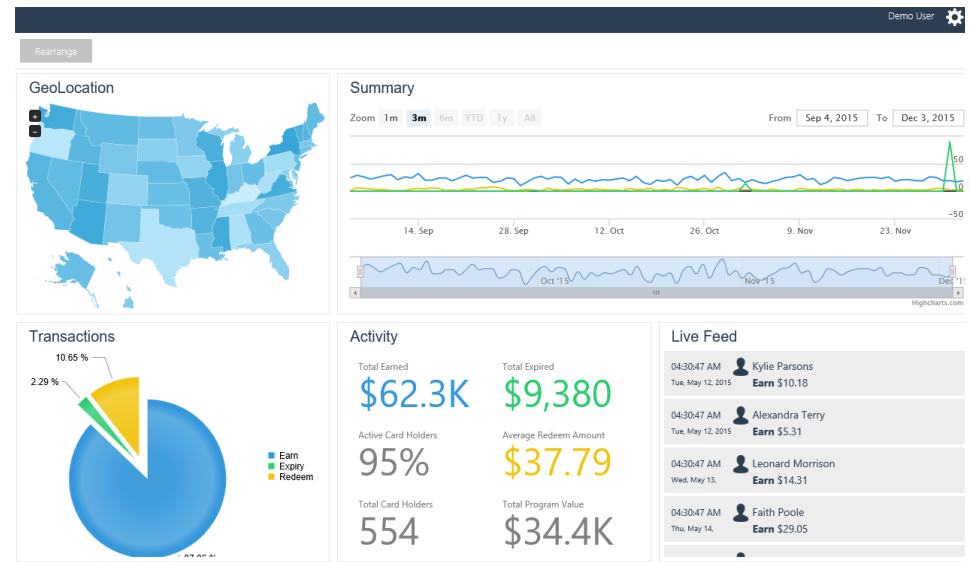 Demo User
Rearrange
GeoLocation
+
−
Summary
Zoom 1m 3m 6m YTD 1y All
From Sep 4, 2015 To Dec 3, 2015
50
0
−50
14. Sep 28. Sep 12. Oct 26. Oct 9. Nov 23. Nov
Oct '15 Nov '15 Dec '1
Highcharts.com
Transactions
10.65 %
2.29 %
Earn
Expiry
Redeem
Activity
Total Earned Total Expired
$62.3K $9,380
Active Card Holders Average Redeem Amount
95% $37.79
Total Card Holders Total Program Value
554 $34.4K
Live Feed
04:30:47 AM Kylie Parsons
Tue, May 12, 2015 Earn $10.18
04:30:47 AM Alexandra Terry
Tue, May 12, 2015 Earn $5.31
04:30:47 AM Leonard Morrison
Wed, May 13, Earn $14.31
04:30:47 AM Faith Poole
Thu, May 14, Earn $29.05